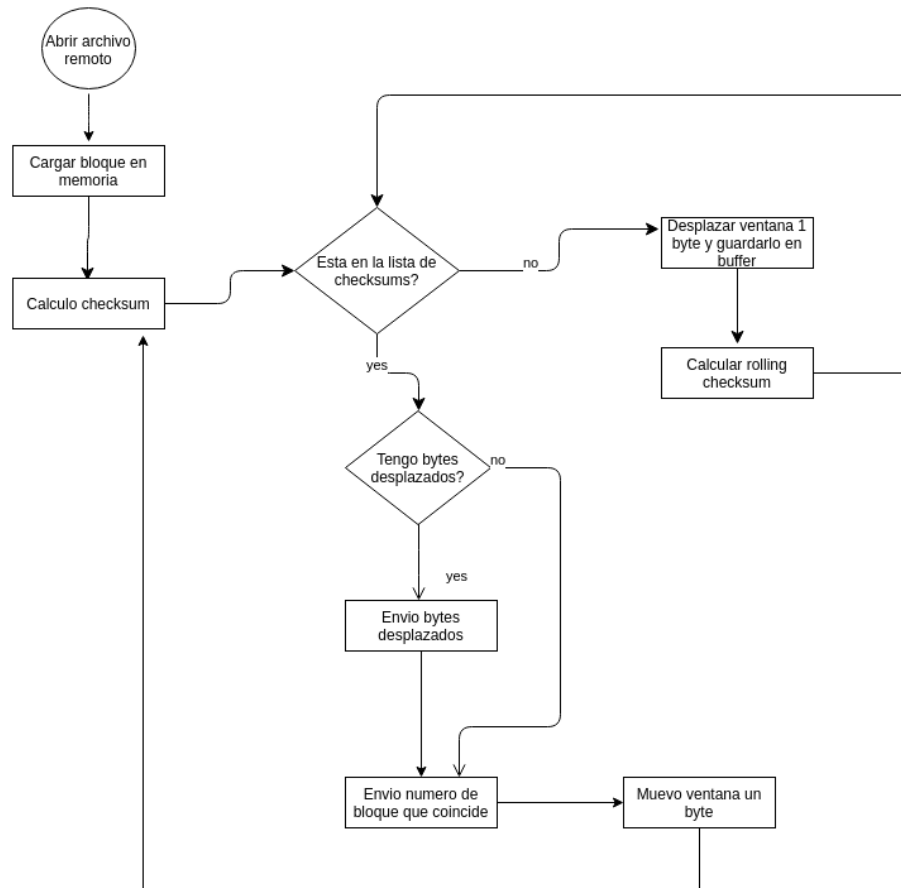 Abrir archivo
remoto
Cargar bloque en
memoria
Calculo checksum
Esta en la lista de
checksums?
no
Desplazar ventana 1
byte y guardarlo en
buffer
Calcular rolling
checksum
yes
Tengo bytes
desplazados?
no
yes
Envio bytes
desplazados
Envio numero de
bloque que coincide
Muevo ventana un
byte